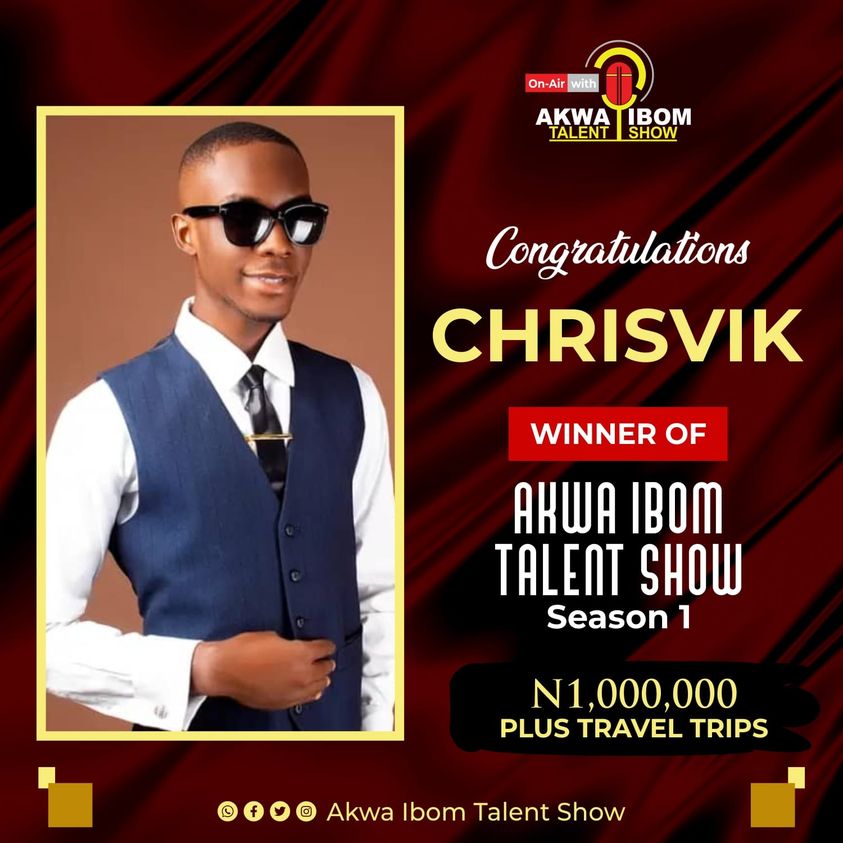 On-Air with
AKWA IBOM
TALENT SHOW
Congratulations
CHRISVIK
WINNER OF
AKWA IBOM
TALENT SHOW
Season 1
N1,000,000
PLUS TRAVEL TRIPS
Akwa Ibom Talent Show